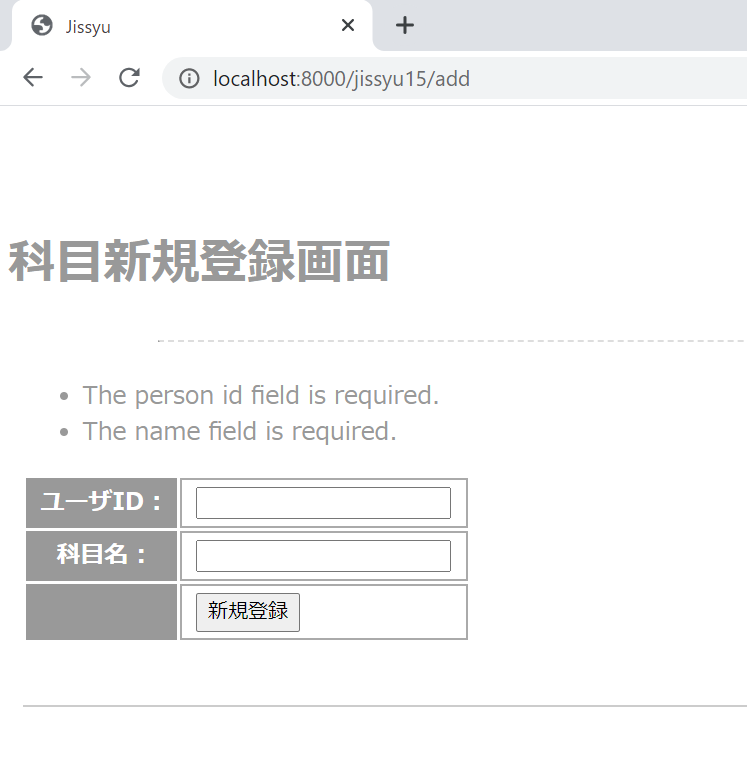 Jissyu
localhost:8000/jissyu15/add
科目新規登録画面
The person id field is required.
The name field is required.
ユーザID：
科目名：
新規登録